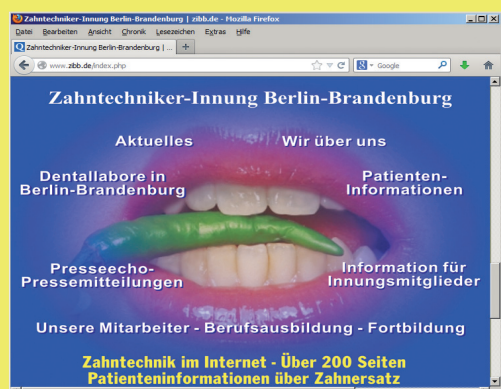 Zahntechniker-Innung Berlin-Brandenburg | zibb.de - Mozilla Firefox
Datei Bearbeiten Ansicht Chronik Lesezeichen Extras Hilfe
Zahntechniker-Innung Berlin-Brandenburg | ...
www.zibb.de/index.php
Google
Zahntechniker-Innung Berlin-Brandenburg
Aktuelles Wir über uns
Dentallabore in Patienten-
Berlin-Brandenburg Informationen
Presseecho- Information für
Pressemitteilungen Innungsmitglieder
Unsere Mitarbeiter - Berufsausbildung - Fortbildung
Zahntechnik im Internet - Über 200 Seiten
Patienteninformationen über Zahnersatz